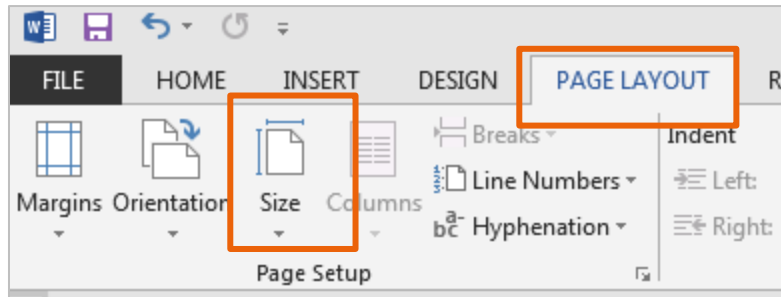 FILE HOME INSERT DESIGN PAGE LAYOUT R
Breaks Indent
Line Numbers Left:
Margins Orientation Size Columns
Hyphenation Right:
Page Setup